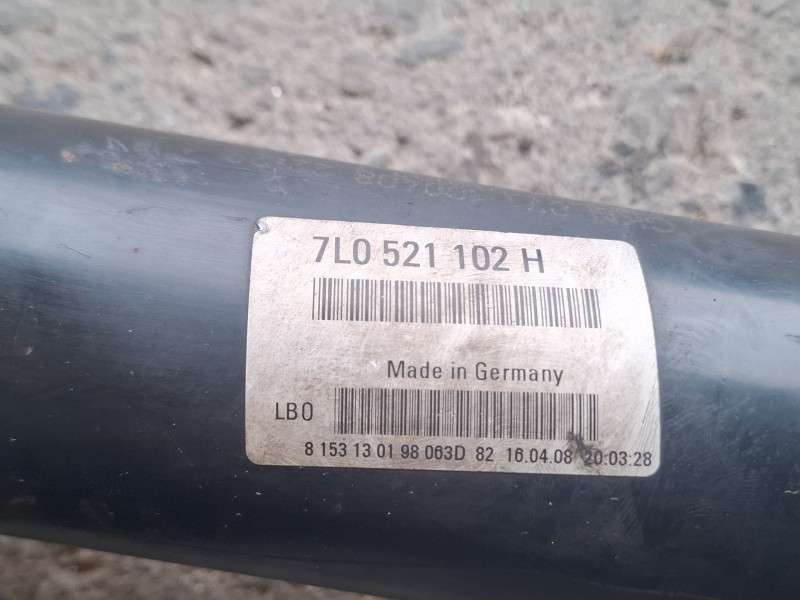 7L0 521 102 H
Made in Germany
LB0
8 153 13 01 98 063D 82 16.04.08 20:03:28